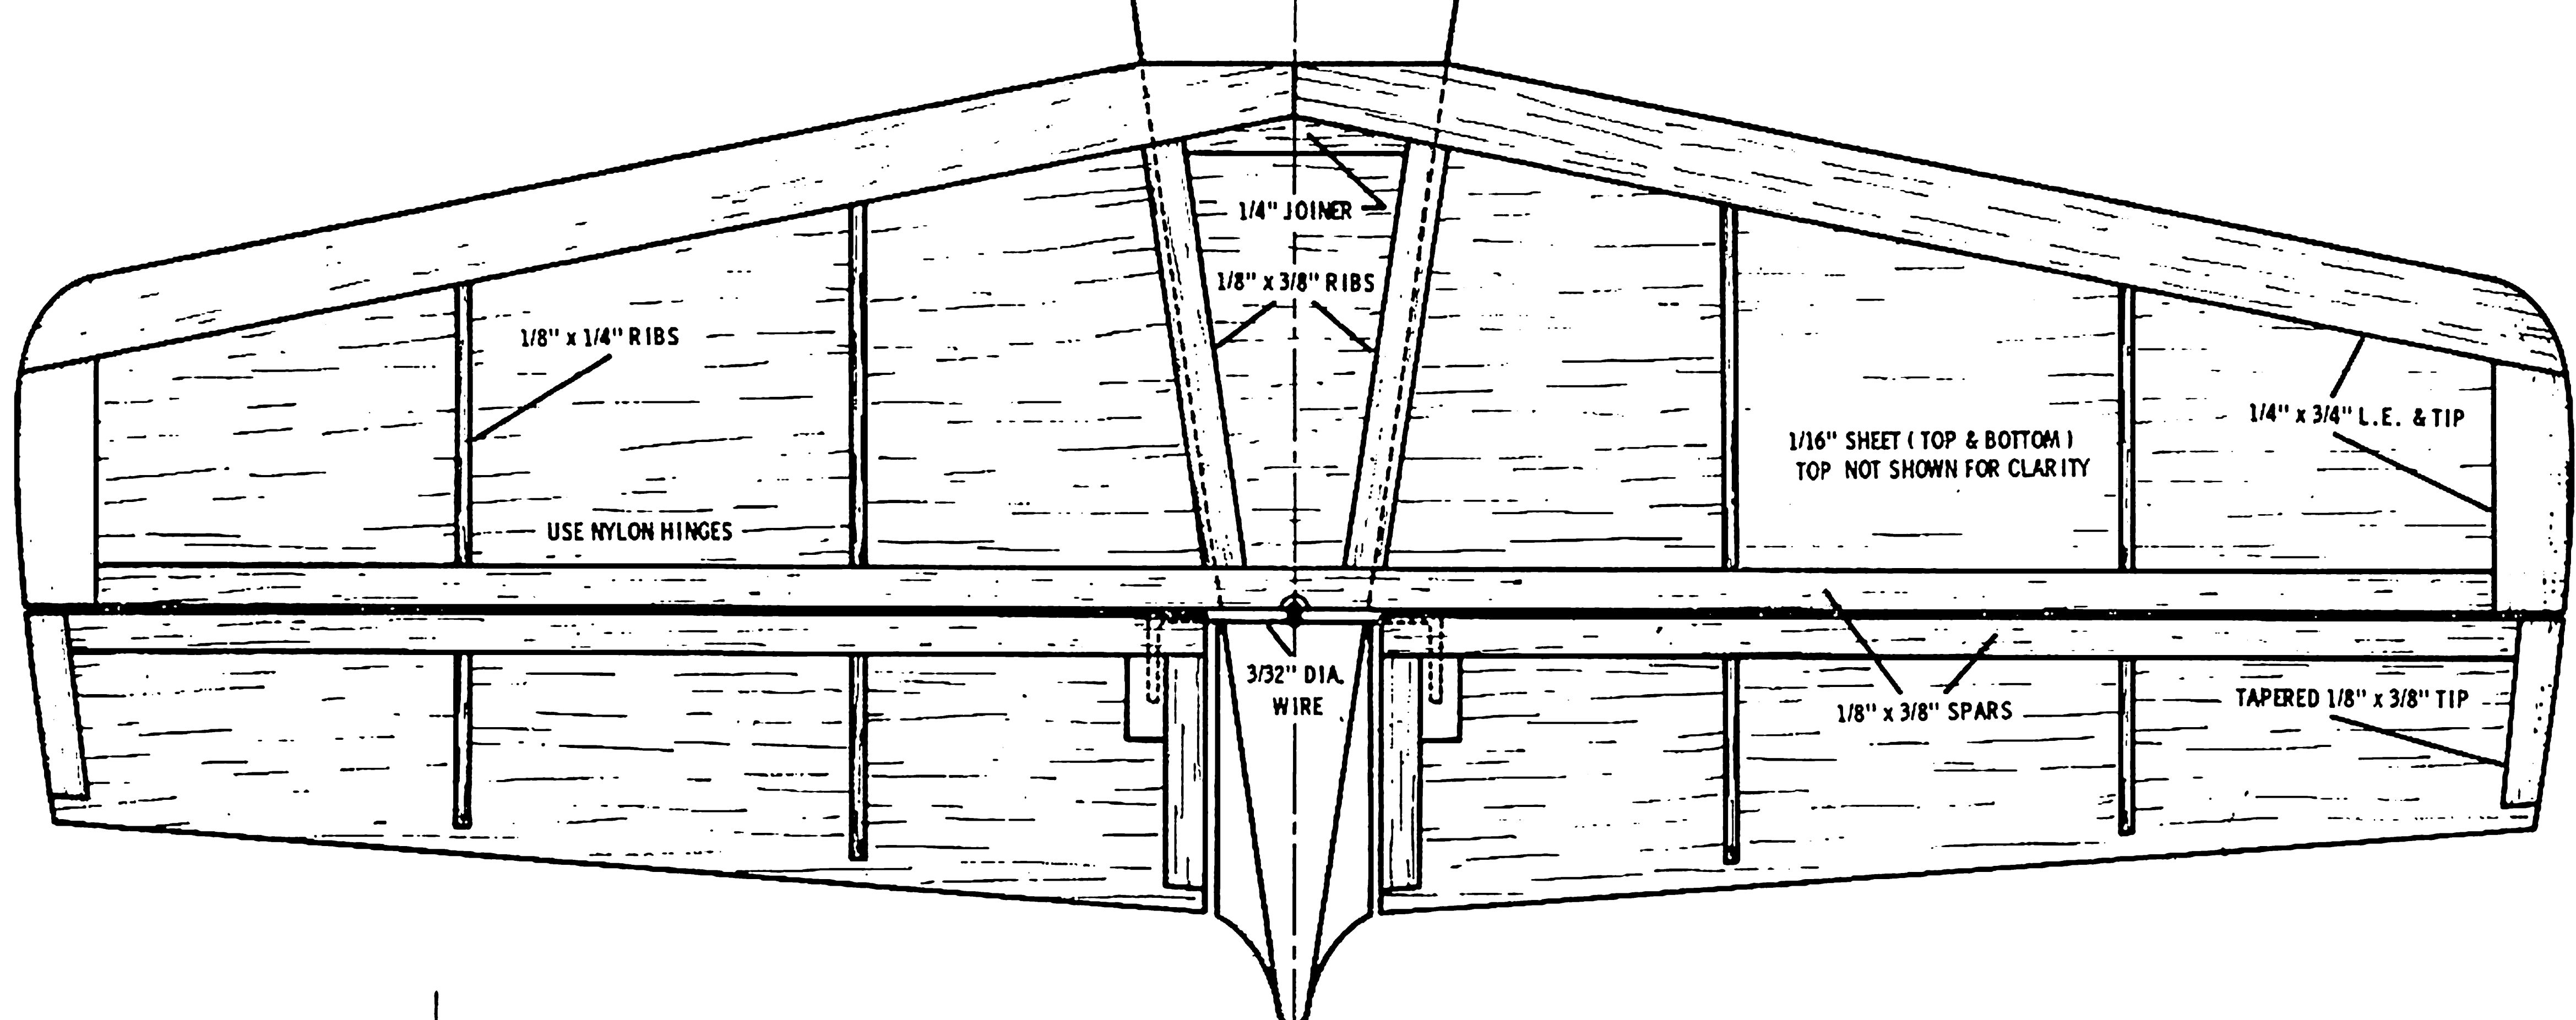 1/4" JOINER
1/8" x 3/8" RIBS
1/8" x 1/4" RIBS
1/4" x 3/4" L.E. & TIP
1/16" SHEET ( TOP & BOTTOM )
TOP NOT SHOWN FOR CLARITY
USE NYLON HINGES
3/32" DIA.
WIRE
1/8" x 3/8" SPARS
TAPERED 1/8" x 3/8" TIP